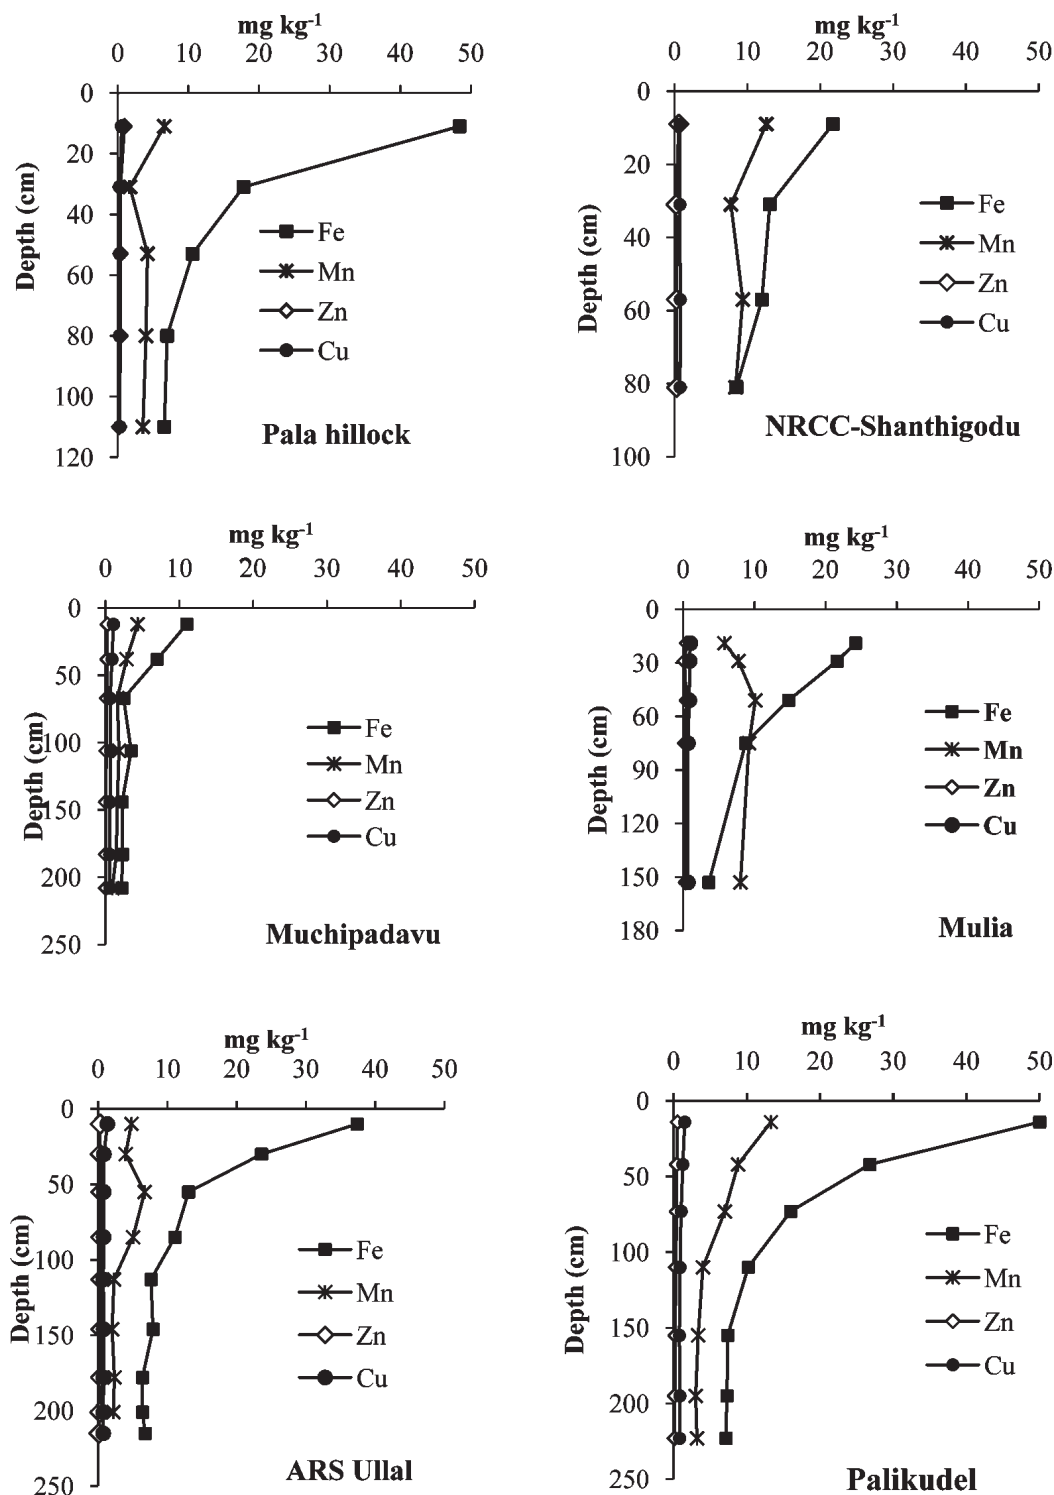 mg kg-1
0 10 20 30 40 50
0
20
40
60
80
100
120
Depth (cm)
Fe
Mn
Zn
Cu
Pala hillock
mg kg-1
0 10 20 30 40 50
0
20
40
60
80
100
Depth (cm)
Fe
Mn
Zn
Cu
NRCC-Shanthigodu
mg kg-1
0 10 20 30 40 50
0
50
100
150
200
250
Depth (cm)
Fe
Mn
Zn
Cu
Muchipadavu
mg kg-1
0 10 20 30 40 50
0
30
60
90
120
150
180
Depth (cm)
Fe
Mn
Zn
Cu
Mulia
mg kg-1
0 10 20 30 40 50
0
50
100
150
200
250
Depth (cm)
Fe
Mn
Zn
Cu
ARS Ullal
mg kg-1
0 10 20 30 40 50
0
50
100
150
200
250
Depth (cm)
Fe
Mn
Zn
Cu
Palikudel